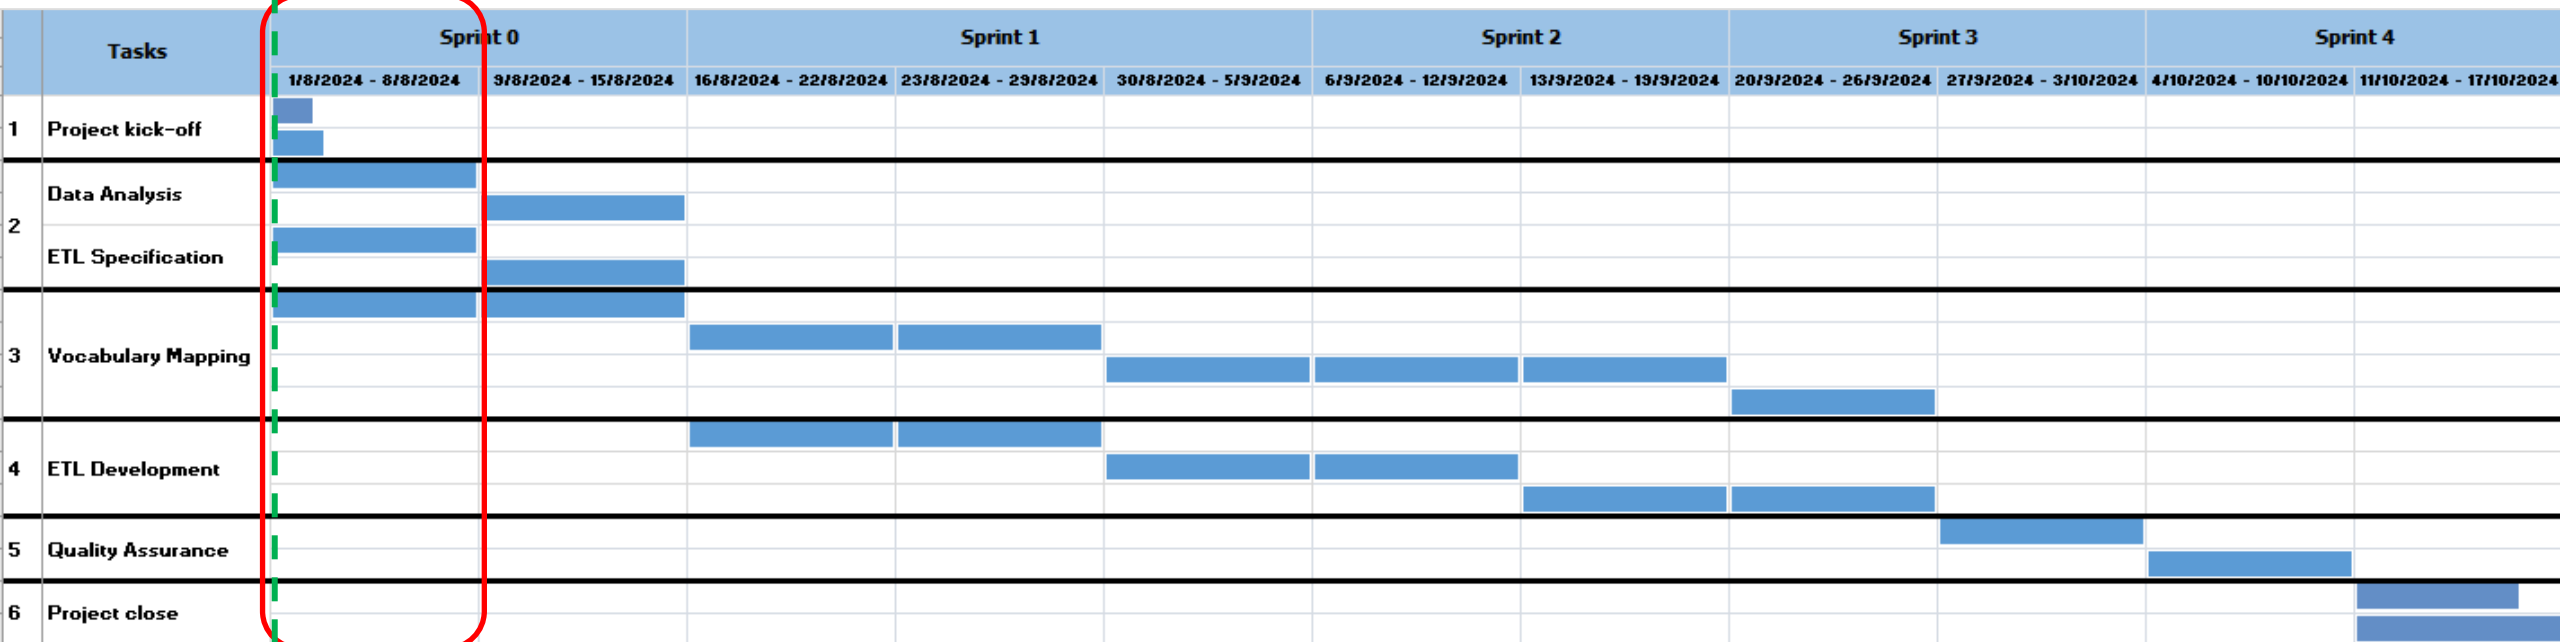 Tasks
Sprint 0
Sprint 1
Sprint 2
Sprint 3
Sprint 4
1/8/2024 - 8/8/2024
9/8/2024 - 15/8/2024
16/8/2024 - 22/8/2024
23/8/2024 - 29/8/2024
30/8/2024 - 5/9/2024
6/9/2024 - 12/9/2024
13/9/2024 - 19/9/2024
20/9/2024 - 26/9/2024
27/9/2024 - 3/10/2024
4/10/2024 - 10/10/2024
11/10/2024 - 17/10/2024
1 Project kick-off
2
Data Analysis
ETL Specification
3 Vocabulary Mapping
4 ETL Development
5 Quality Assurance
6 Project close